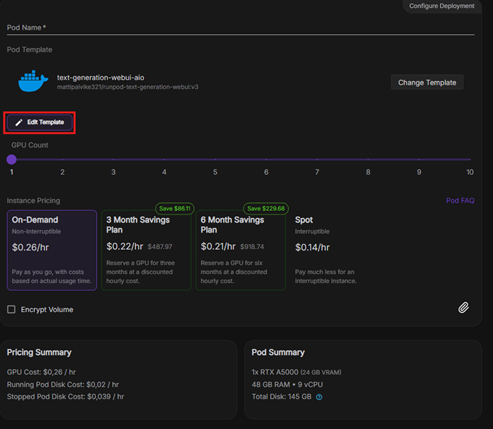 Configure Deployment
Pod Name *
Pod Template
text-generation-webui-aio
mattipaivike321/runpod-text-generation-webui:v3
Change Template
Edit Template
GPU Count
1 2 3 4 5 6 7 8 9 10
Instance Pricing
Pod FAQ
On-Demand
Non-Interruptible
$0.26/hr
Pay as you go, with costs
based on actual usage time.
Save $86.11
3 Month Savings
Plan
$0.22/hr $487.97
Reserve a GPU for three
months at a discounted
hourly cost.
Save $229.68
6 Month Savings
Plan
$0.21/hr $918.74
Reserve a GPU for six
months at a discounted
hourly cost.
Spot
Interruptible
$0.14/hr
Pay much less for an
interruptible instance.
Encrypt Volume
Pricing Summary
GPU Cost: $0,26 / hr
Running Pod Disk Cost: $0,02 / hr
Stopped Pod Disk Cost: $0,039 / hr
Pod Summary
1x RTX A5000 (24 GB VRAM)
48 GB RAM • 9 vCPU
Total Disk: 145 GB